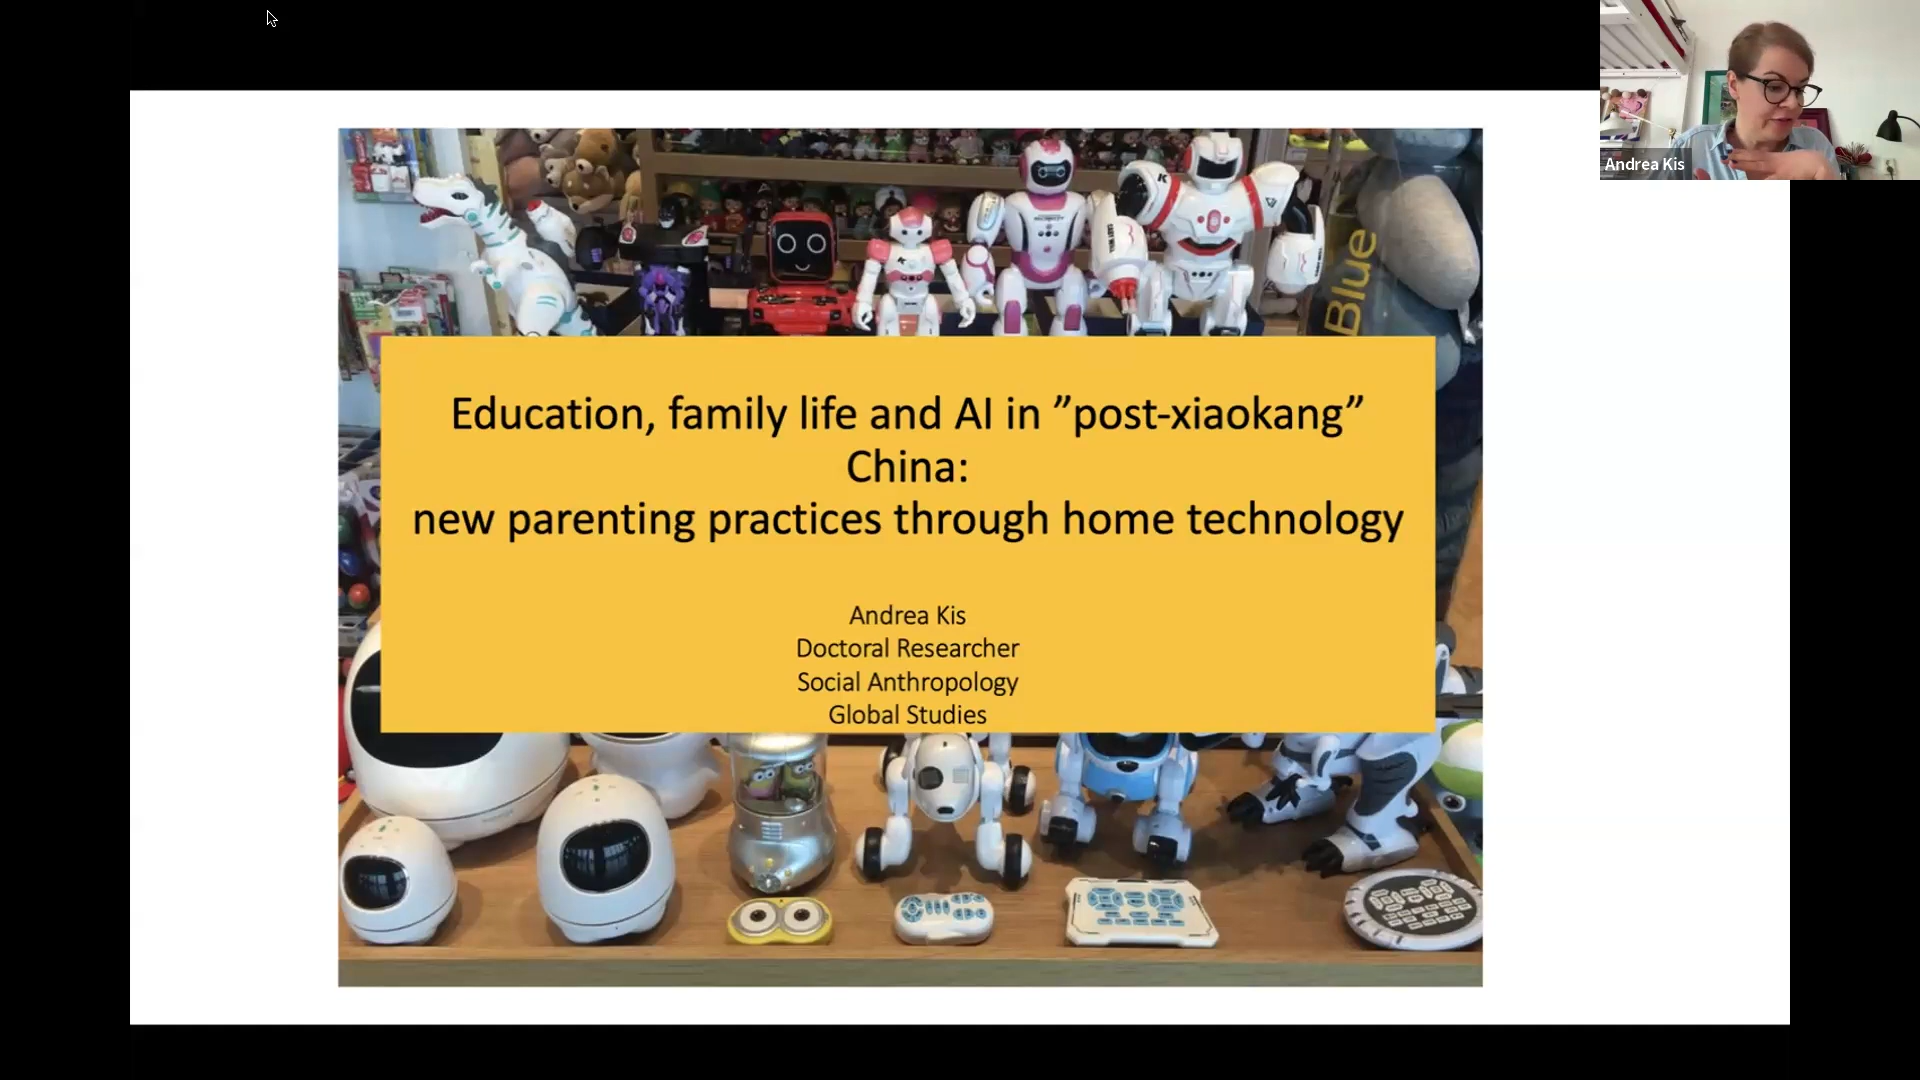 Andrea Kis
Blue
Education, family life and AI in ”post-xiaokang”
China:
new parenting practices through home technology
Andrea Kis
Doctoral Researcher
Social Anthropology
Global Studies